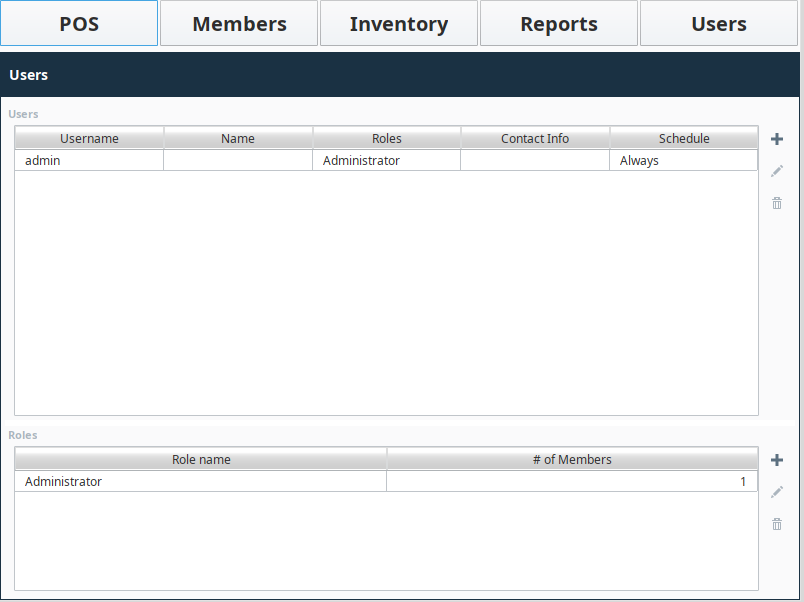 POS Members Inventory Reports Users
Users
Users
Username Name Roles Contact Info Schedule
admin Administrator Always
Roles
Role name # of Members
Administrator 1